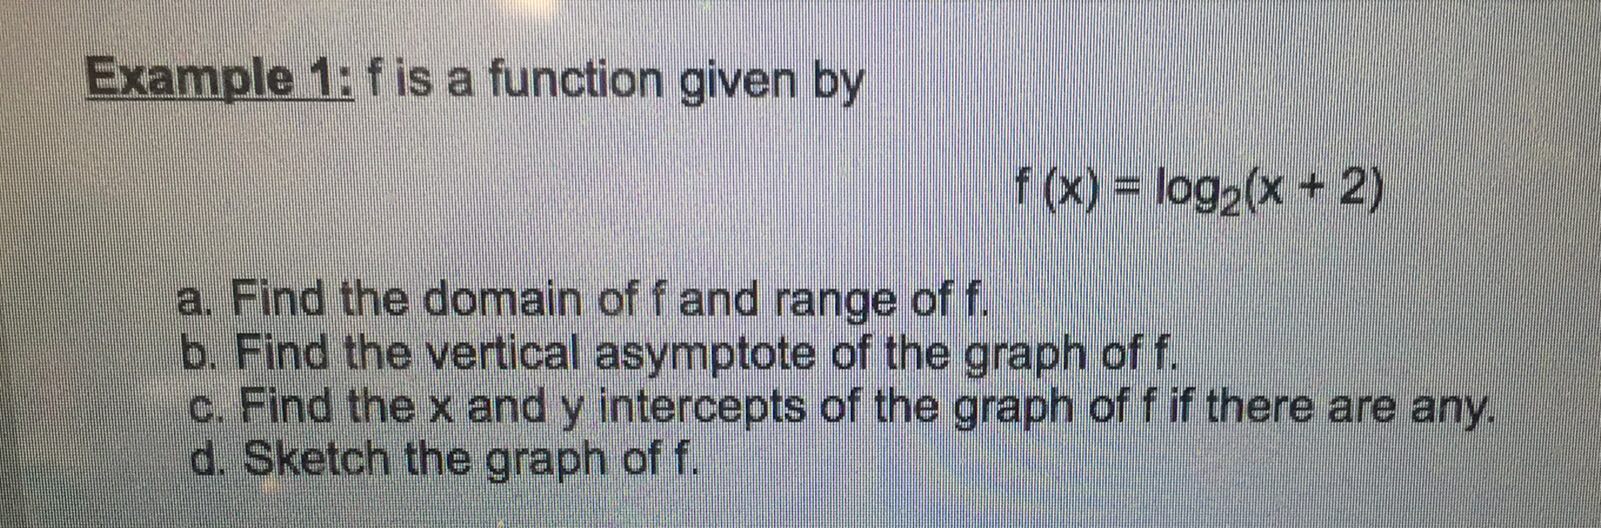 Example 1: f is a function given by
f (x) = log₂(x + 2)
a. Find the domain of f and range of f.
b. Find the vertical asymptote of the graph of f.
c. Find the x and y intercepts of the graph of f if there are any.
d. Sketch the graph of f.